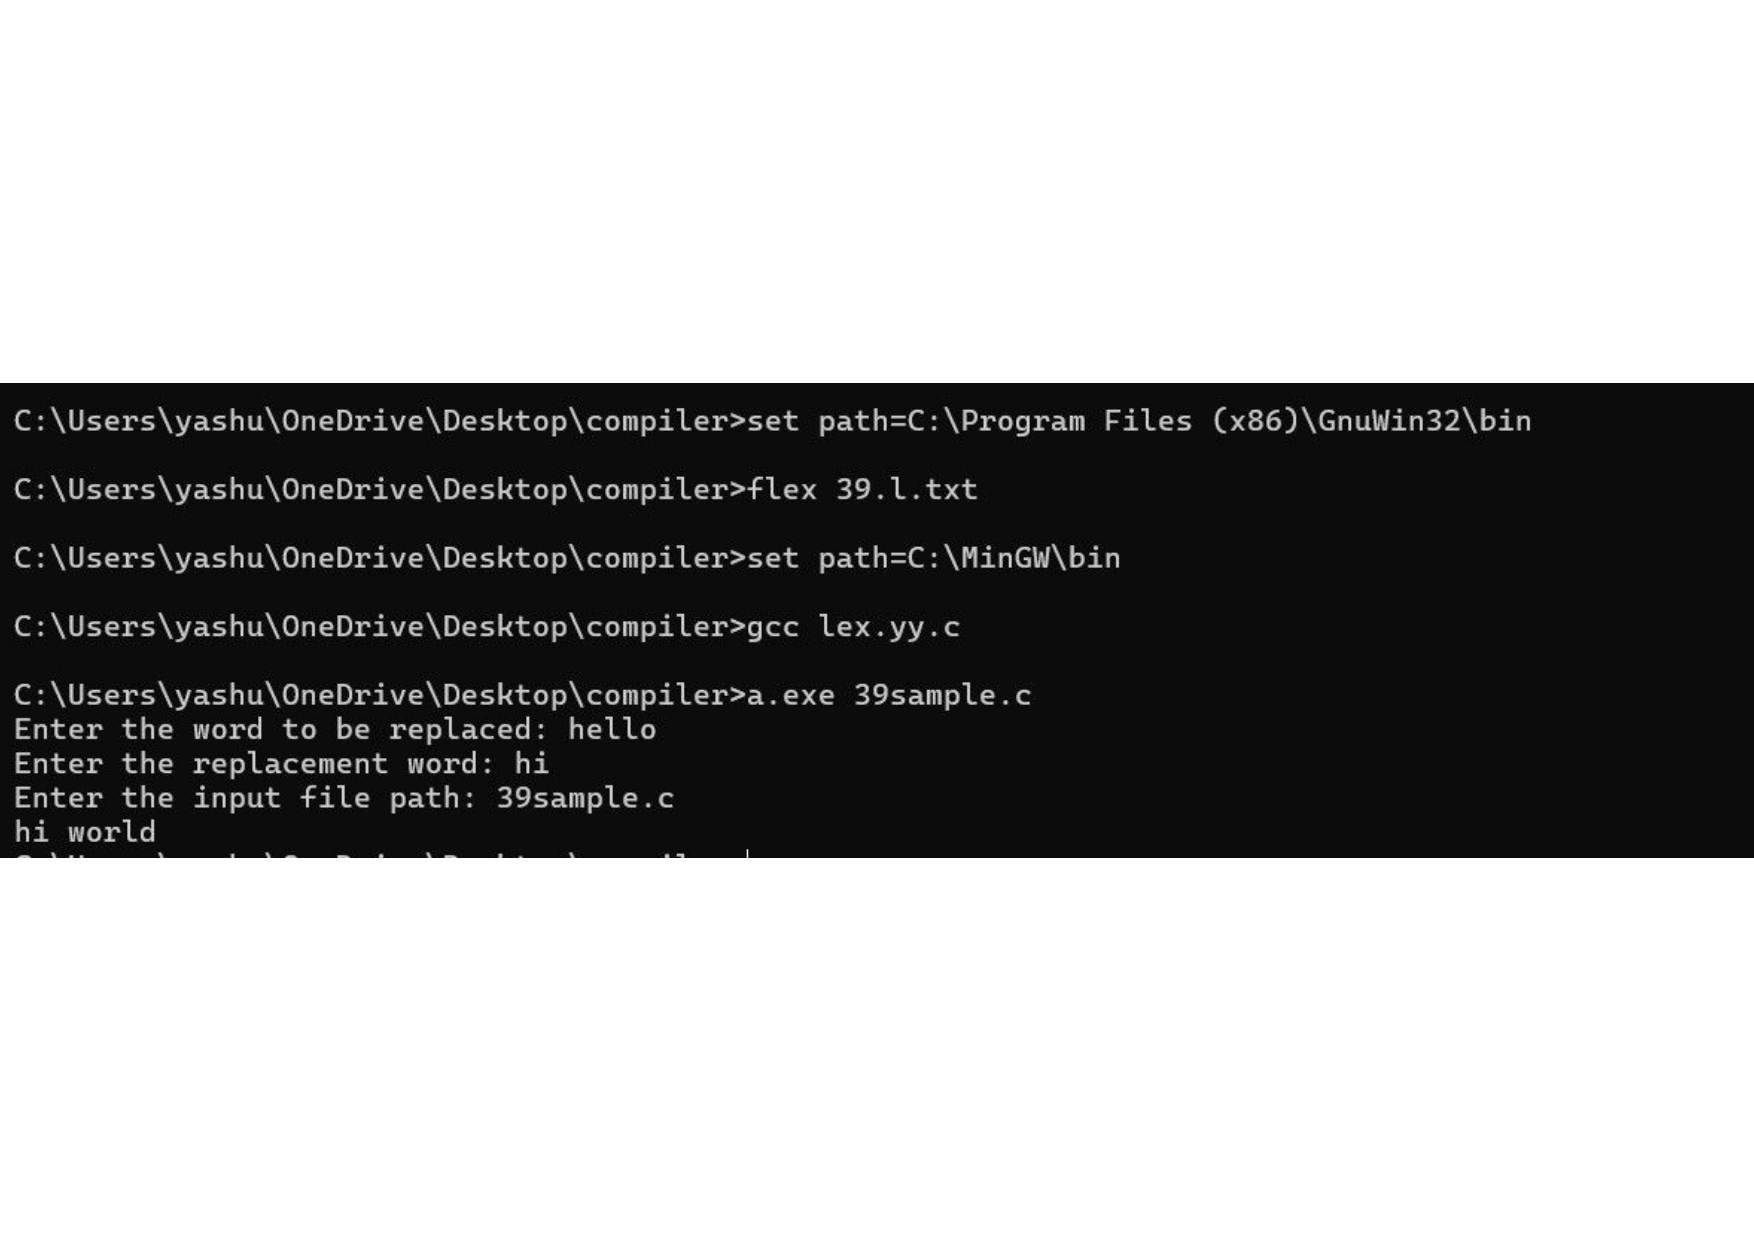 C:\Users\yashu\OneDrive\Desktop\compiler>set path=C:\Program Files (x86)\GnuWin32\bin
C:\Users\yashu\OneDrive\Desktop\compiler>flex 39.l.txt
C:\Users\yashu\OneDrive\Desktop\compiler>set path=C:\MinGW\bin
C:\Users\yashu\OneDrive\Desktop\compiler>gcc lex.yy.c
C:\Users\yashu\OneDrive\Desktop\compiler>a.exe 39sample.c
Enter the word to be replaced: hello
Enter the replacement word: hi
Enter the input file path: 39sample.c
hi world